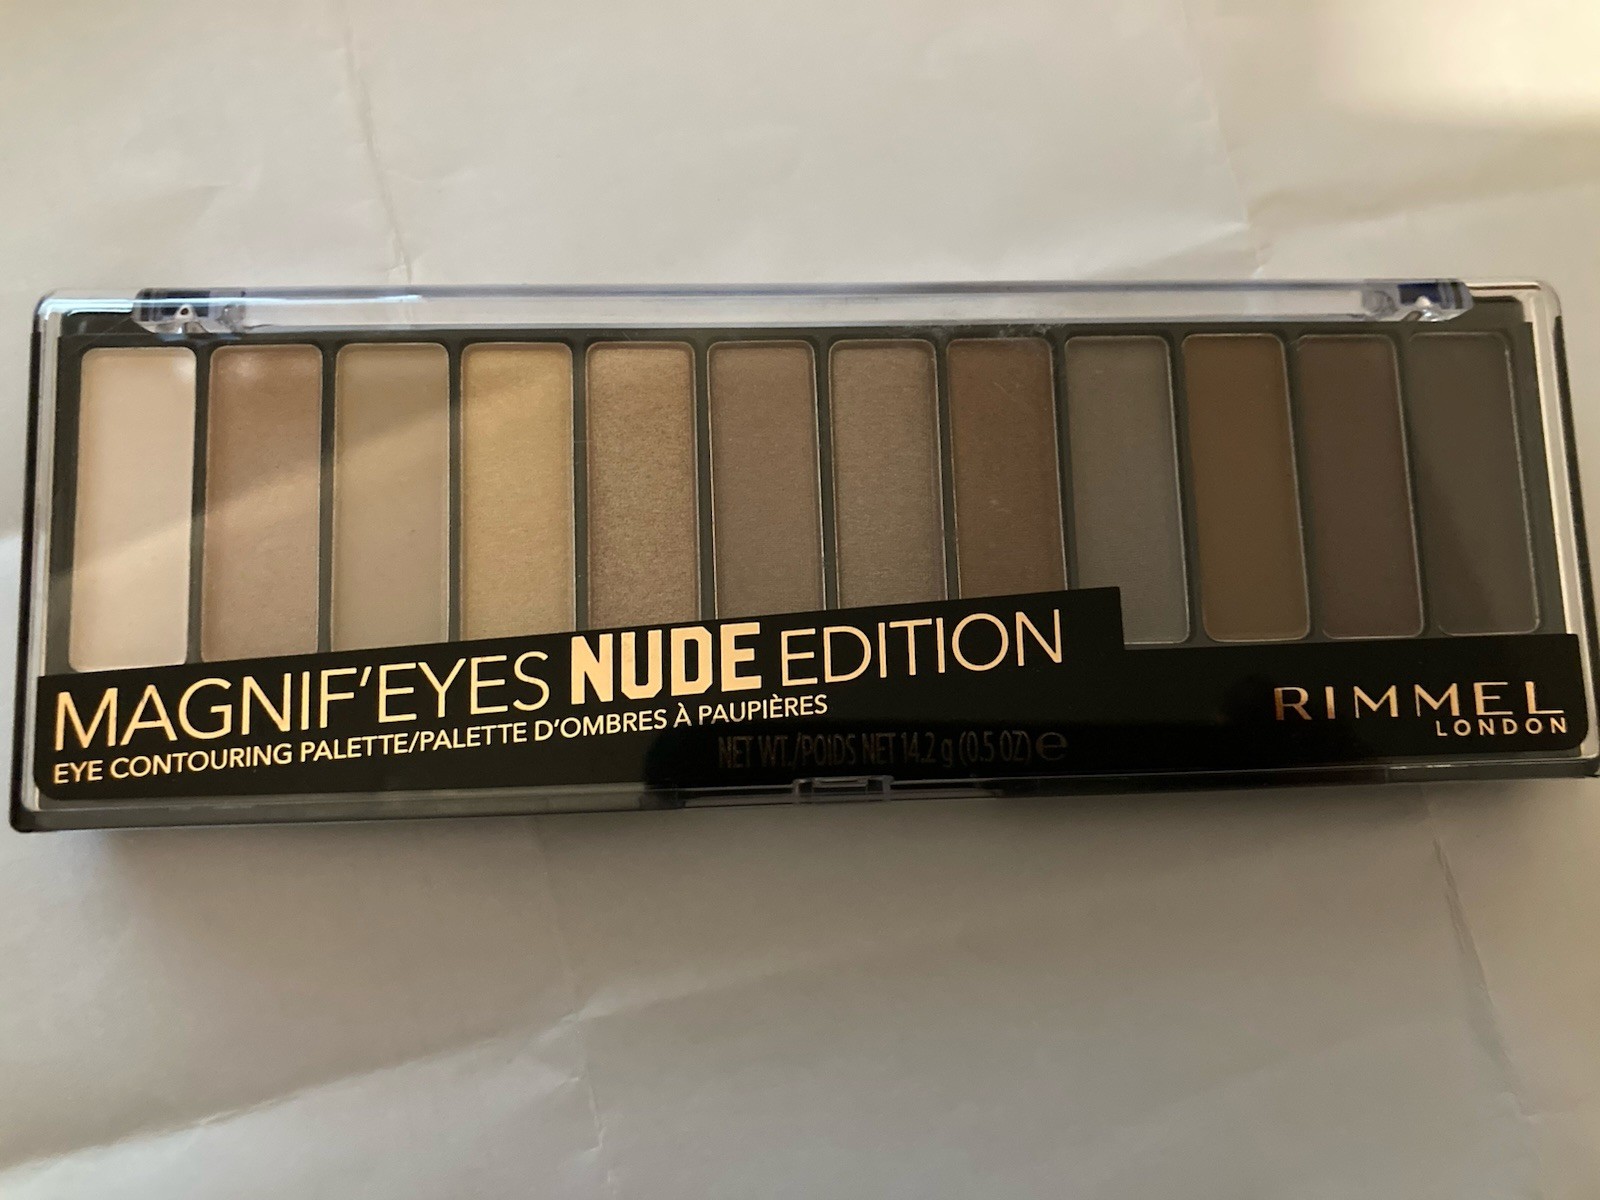 MAGNIF'EYES NUDE EDITION
EYE CONTOURING PALETTE/PALETTE D'OMBRES À PAUPIÈRES
NET WT./POIDS NET 14.2 g (0.5 OZ) e
RIMMEL
LONDON